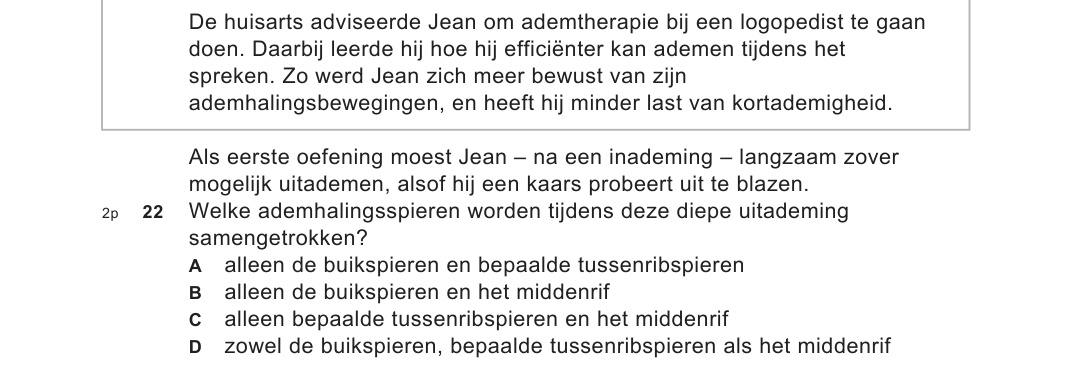 De huisarts adviseerde Jean om ademtherapie bij een logopedist te gaan
doen. Daarbij leerde hij hoe hij efficiënter kan ademen tijdens het
spreken. Zo werd Jean zich meer bewust van zijn
ademhalingsbewegingen, en heeft hij minder last van kortademigheid.
Als eerste oefening moest Jean – na een inademing – langzaam zover
mogelijk uitademen, alsof hij een kaars probeert uit te blazen.
2p 22 Welke ademhalingsspieren worden tijdens deze diepe uitademing
samengetrokken?
A alleen de buikspieren en bepaalde tussenribspieren
B alleen de buikspieren en het middenrif
C alleen bepaalde tussenribspieren en het middenrif
D zowel de buikspieren, bepaalde tussenribspieren als het middenrif